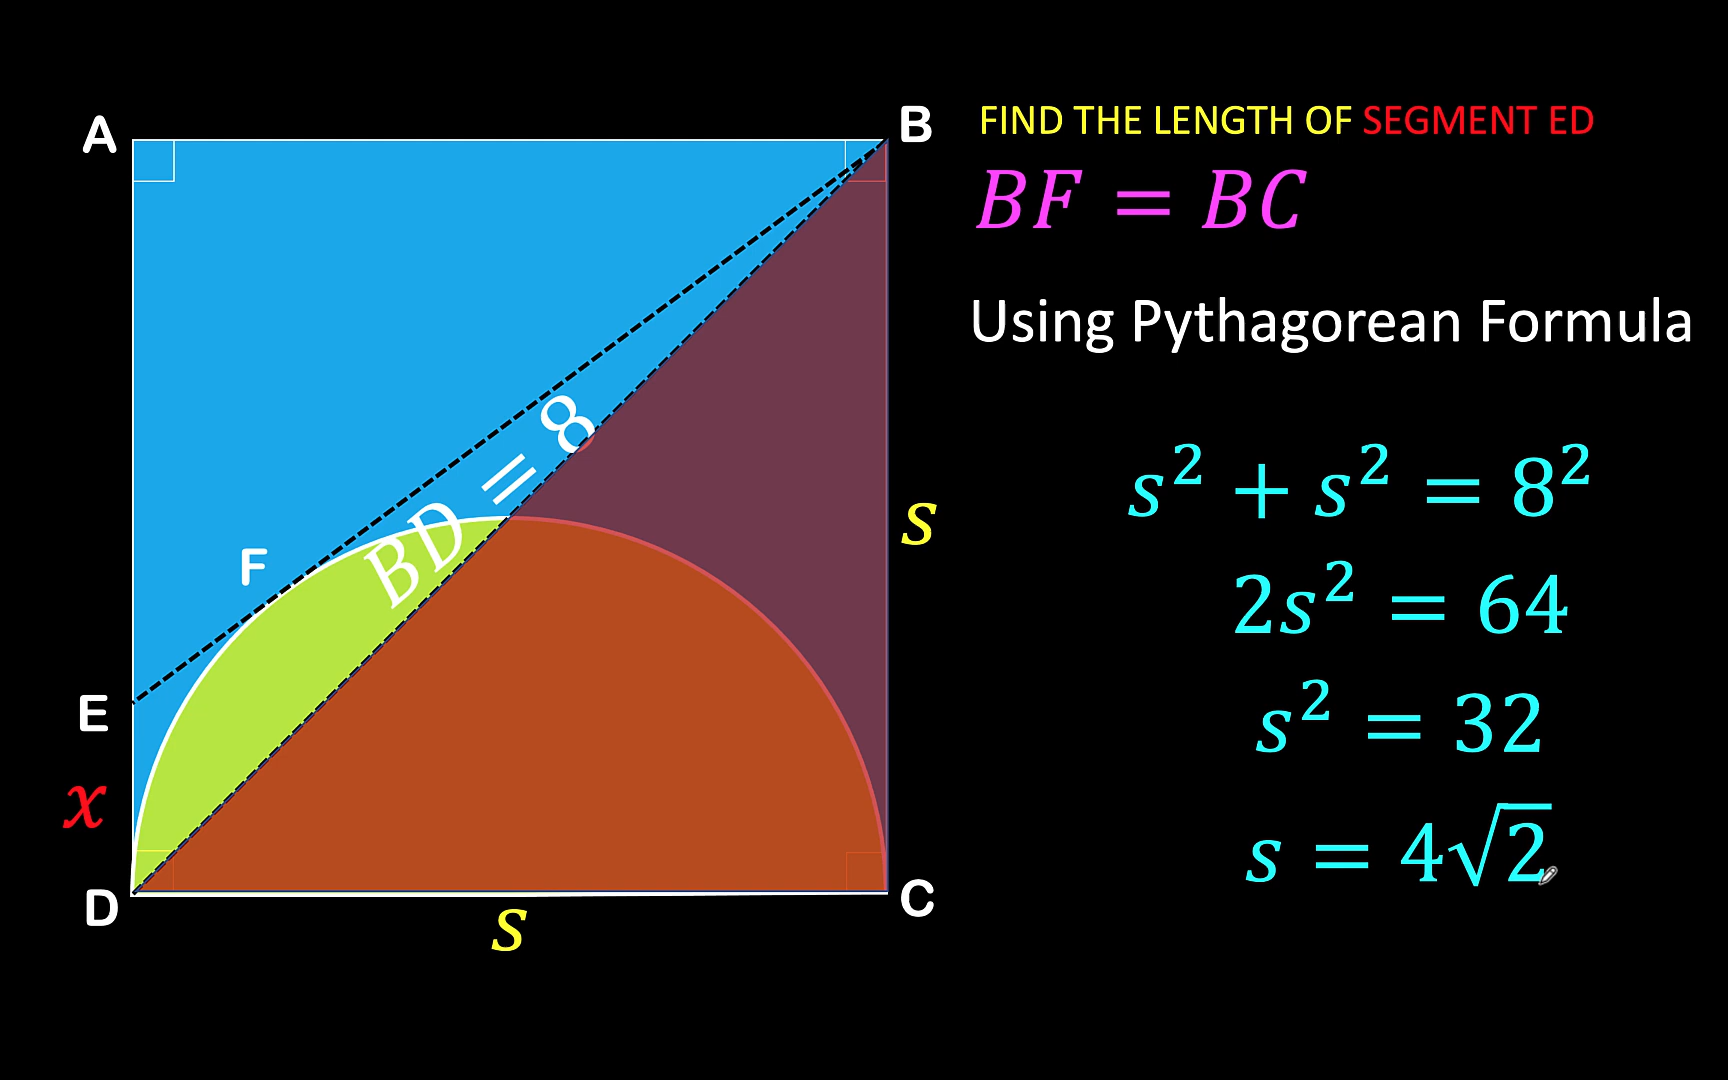 A
B
FIND THE LENGTH OF SEGMENT ED
BF = BC
Using Pythagorean Formula
BD = 8
s² + s² = 8²
s
F
2s² = 64
E
s² = 32
x
s = 4√2
D
C
s